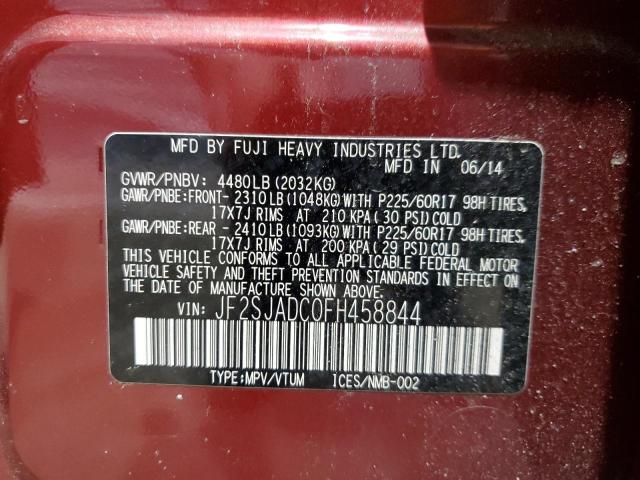 MFD BY FUJI HEAVY INDUSTRIES LTD.
MFD IN 06/14
GVWR/PNBV: 4480LB (2032KG)
GAWR/PNBE:FRONT- 2310LB (1048KG) WITH P225/60R17 98H TIRES,
17X7J RIMS AT 210 KPA (30 PSI) COLD
GAWR/PNBE:REAR - 2410LB (1093KG) WITH P225/60R17 98H TIRES,
17X7J RIMS AT 200 KPA (29 PSI) COLD
THIS VEHICLE CONFORMS TO ALL APPLICABLE FEDERAL MOTOR
VEHICLE SAFETY AND THEFT PREVENTION STANDARDS IN EFFECT ON
THE DATE OF MANUFACTURE SHOWN ABOVE.
VIN: JF2SJADC0FH458844
TYPE:MPV/VTUM ICES/NMB-002